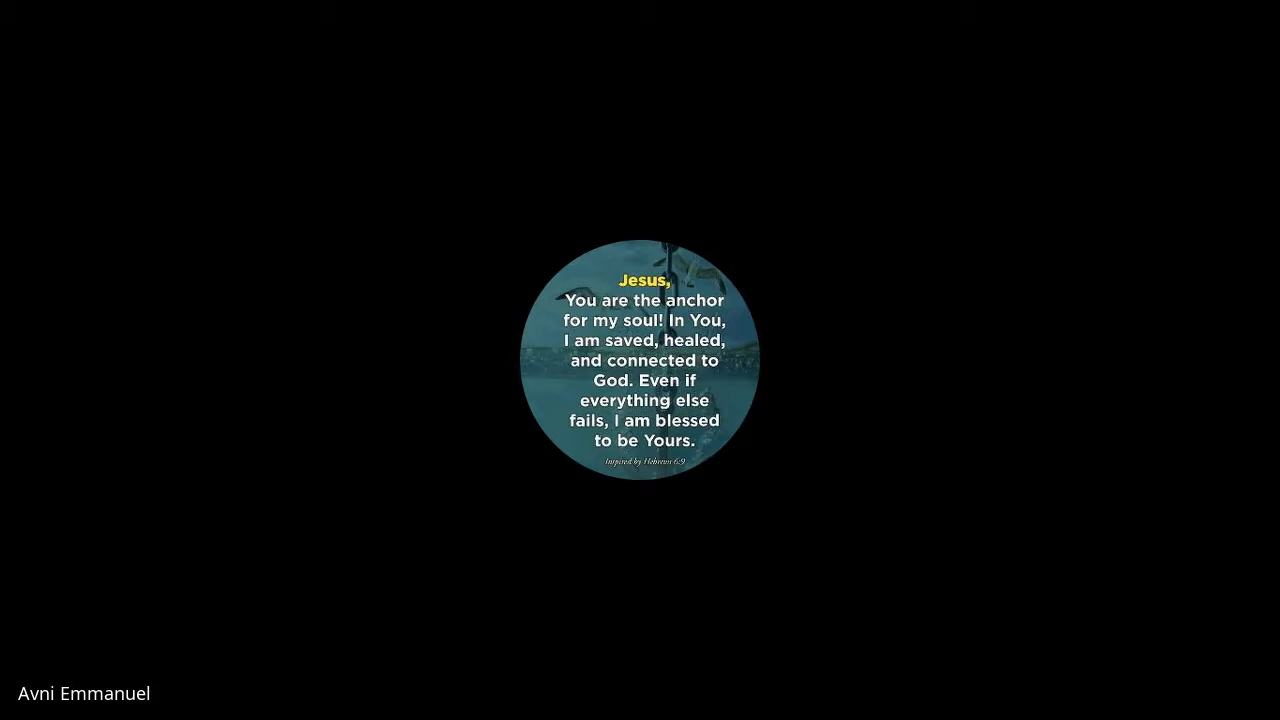 Jesus,
You are the anchor
for my soul! In You,
I am saved, healed,
and connected to
God. Even if
everything else
fails, I am blessed
to be Yours.
Inspired by Hebrews 6:9
Avni Emmanuel